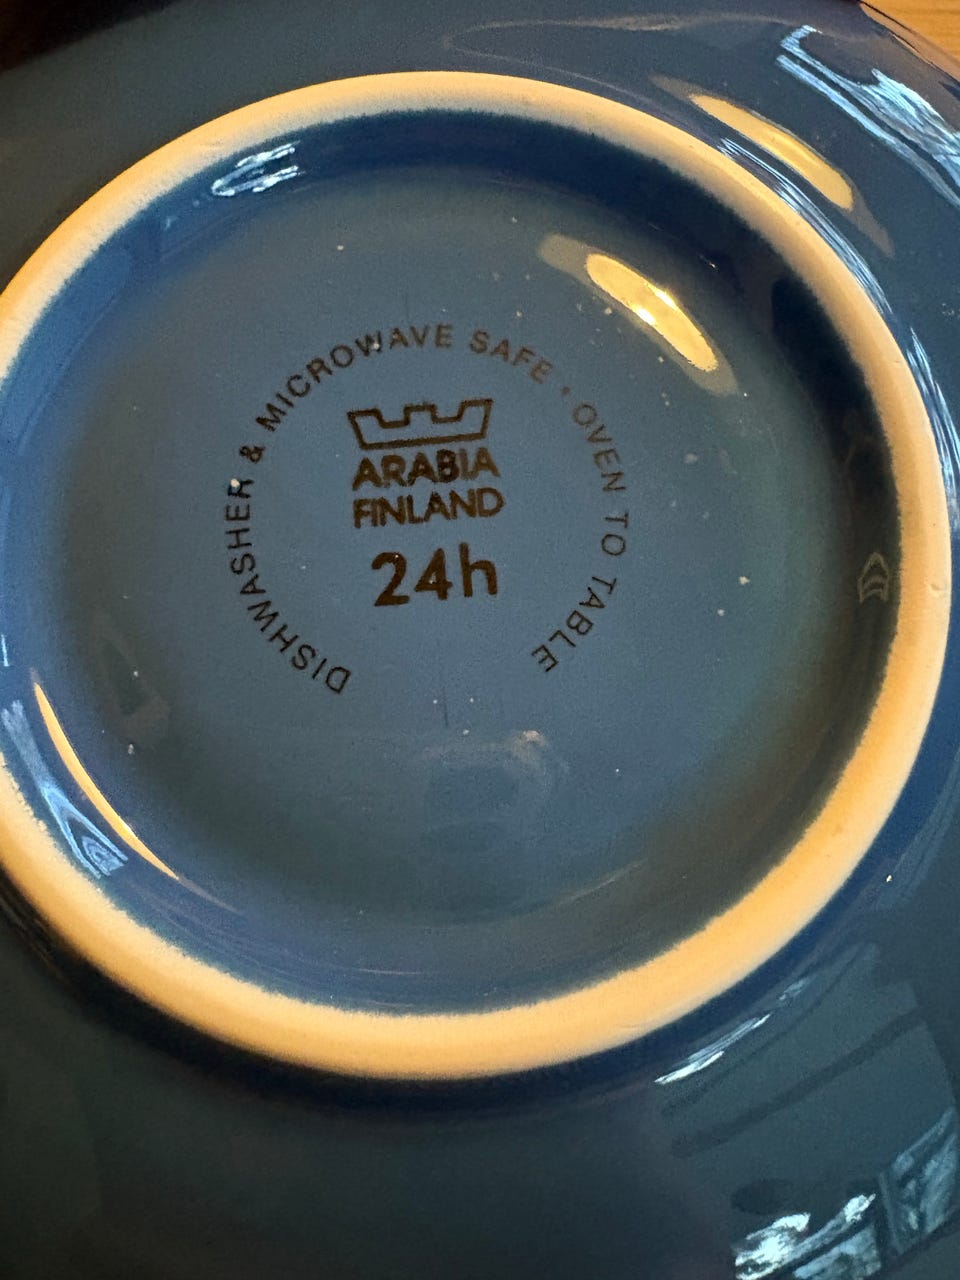 DISHWASHER & MICROWAVE SAFE · OVEN TO TABLE
ARABIA
FINLAND
24h